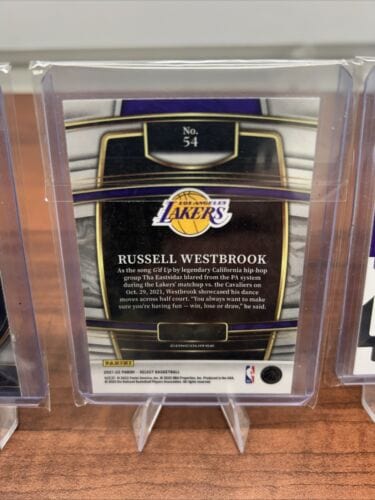 No.
54
LOS ANGELES
LAKERS
RUSSELL WESTBROOK
As the song G'd Up by legendary California hip-hop
group Tha Eastsidaz blared from the PA system
during the Lakers' matchup vs. the Cavaliers on
Oct. 29, 2021, Westbrook showcased his dance
moves across half court. "You always want to make
sure you're having fun — win, lose or draw," he said.
CONCOURSE
PANINI
2021-22 PANINI - SELECT BASKETBALL
NBA